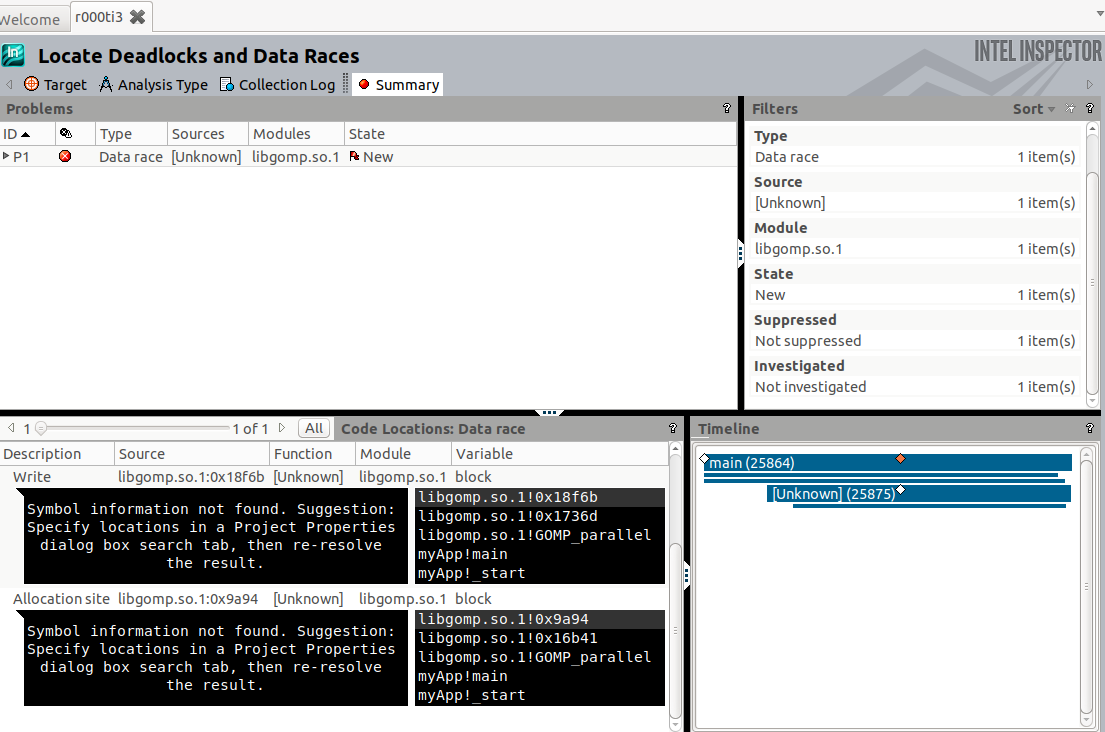 Welcome r000ti3
Locate Deadlocks and Data Races
INTEL INSPECTOR
Target Analysis Type Collection Log Summary
Problems ?
ID Type Sources Modules State
P1 Data race [Unknown] libgomp.so.1 New
Filters Sort ?
Type
Data race 1 item(s)
Source
[Unknown] 1 item(s)
Module
libgomp.so.1 1 item(s)
State
New 1 item(s)
Suppressed
Not suppressed 1 item(s)
Investigated
Not investigated 1 item(s)
1 1 of 1 All Code Locations: Data race ?
Description Source Function Module Variable
Write libgomp.so.1:0x18f6b [Unknown] libgomp.so.1 block
Symbol information not found. Suggestion:
Specify locations in a Project Properties
dialog box search tab, then re-resolve
the result.
libgomp.so.1!0x18f6b
libgomp.so.1!0x1736d
libgomp.so.1!GOMP_parallel
myApp!main
myApp!_start
Allocation site libgomp.so.1:0x9a94 [Unknown] libgomp.so.1 block
Symbol information not found. Suggestion:
Specify locations in a Project Properties
dialog box search tab, then re-resolve
the result.
libgomp.so.1!0x9a94
libgomp.so.1!0x16b41
libgomp.so.1!GOMP_parallel
myApp!main
myApp!_start
Timeline ?
main (25864)
[Unknown] (25875)